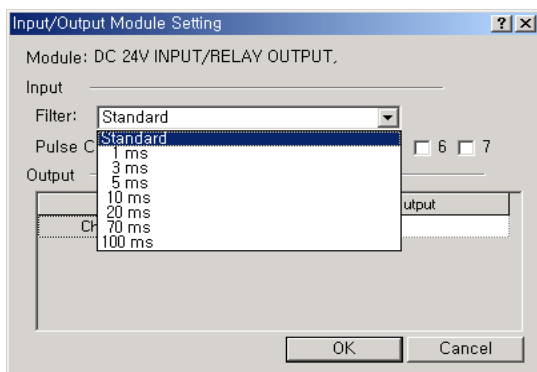 Input/Output Module Setting
Module: DC 24V INPUT/RELAY OUTPUT,
Input
Filter: Standard
Standard
1 ms
3 ms
5 ms
10 ms
20 ms
70 ms
100 ms
Pulse C 6 7
Output
utput
Ch
OK Cancel